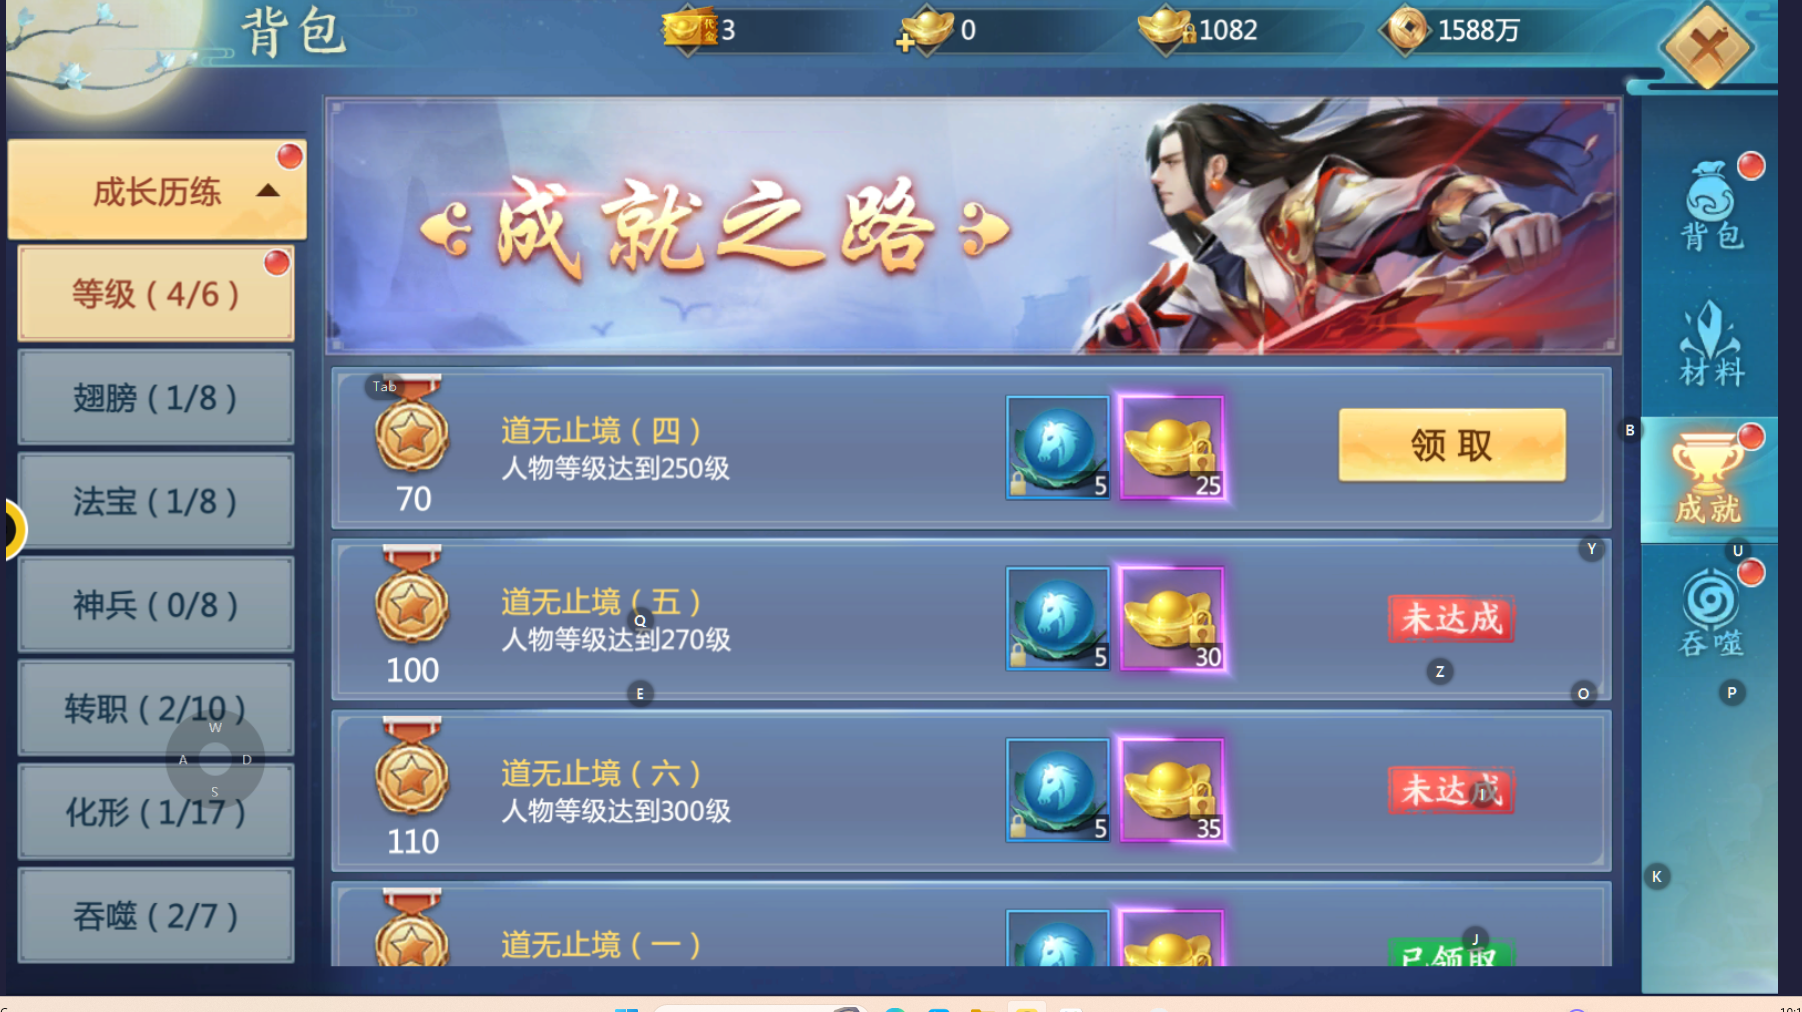 背包
代金
3
0
1082
1588万
成长历练
等级（4/6）
翅膀（1/8）
法宝（1/8）
神兵（0/8）
转职（2/10）
化形（1/17）
吞噬（2/7）
W
A
D
S
成就之路
Tab
70
道无止境（四）
人物等级达到250级
5
25
领取
100
道无止境（五）
人物等级达到270级
Q
E
5
30
未达成
Y
Z
O
110
道无止境（六）
人物等级达到300级
5
35
未达成
道无止境（一）
已领取
J
背包
材料
B
成就
U
吞噬
P
K